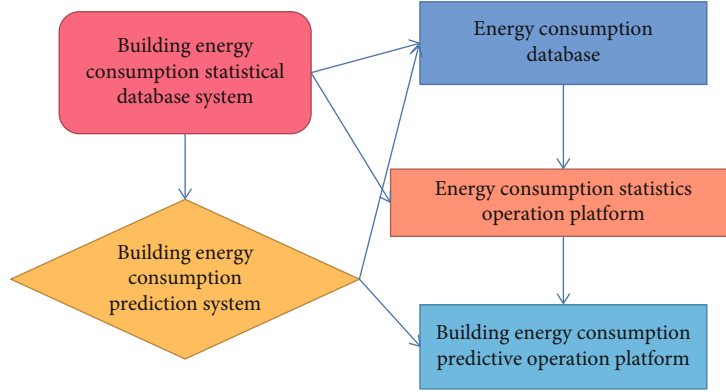 Building energy
consumption statistical
database system
Energy consumption
database
Energy consumption statistics
operation platform
Building energy
consumption
prediction system
Building energy consumption
predictive operation platform